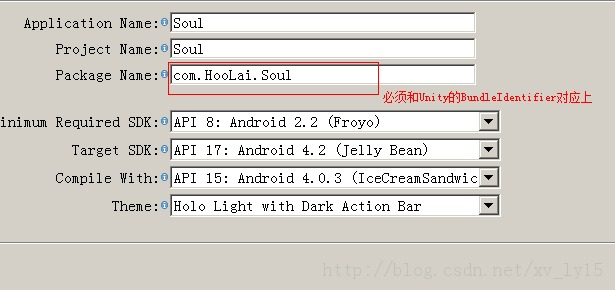 Application Name: Soul
Project Name: Soul
Package Name: com.HooLai.Soul
必须和Unity的BundleIdentifier对应上
inimum Required SDK: API 8: Android 2.2 (Froyo)
Target SDK: API 17: Android 4.2 (Jelly Bean)
Compile With: API 15: Android 4.0.3 (IceCreamSandwic
Theme: Holo Light with Dark Action Bar
http://blog.csdn.net/xv_ly15